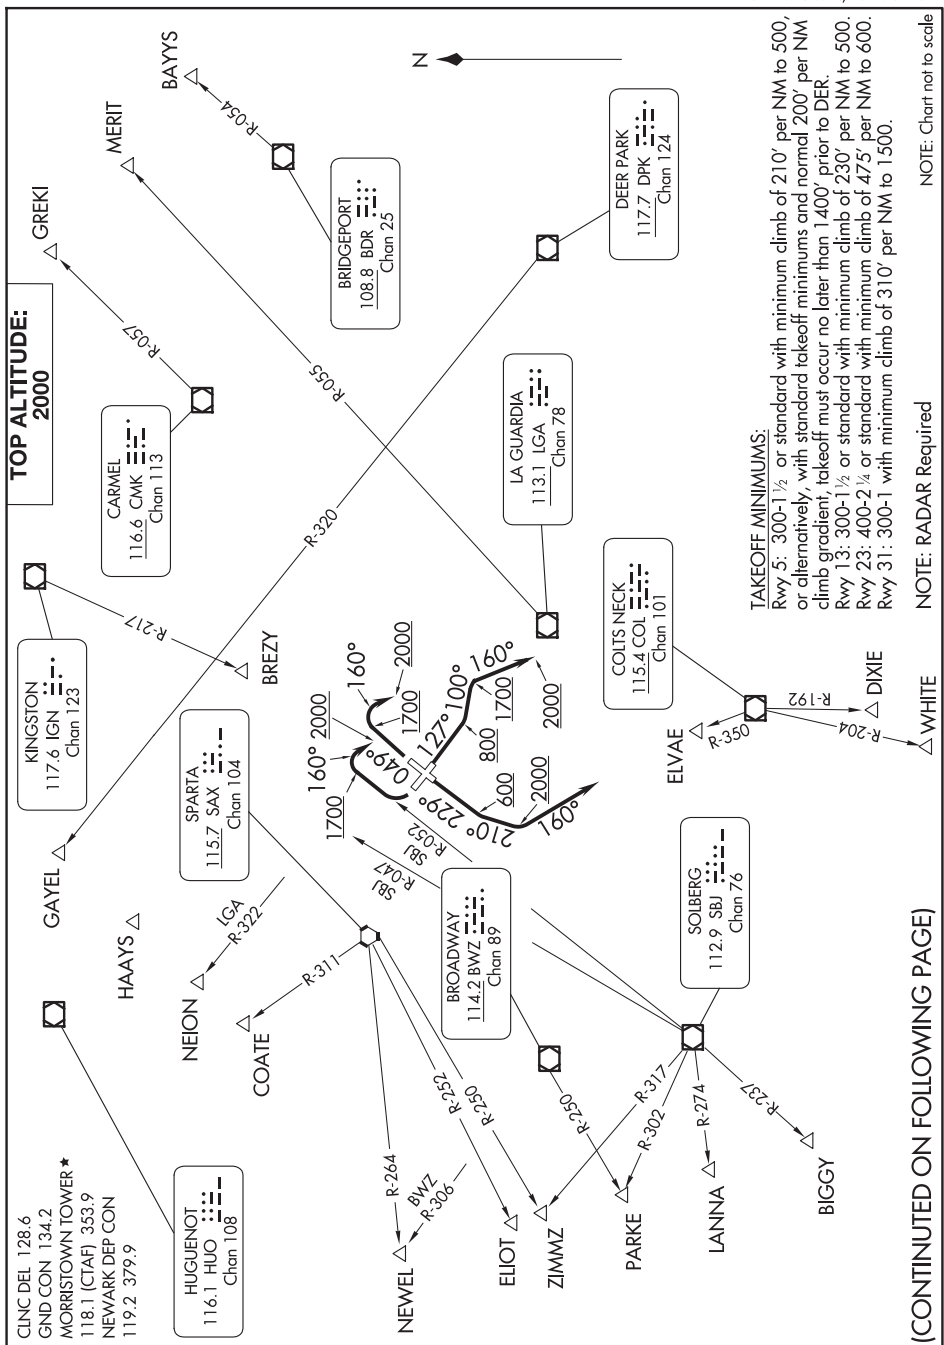 CLNC DEL 128.6
GND CON 134.2
MORRISTOWN TOWER★
118.1 (CTAF) 353.9
NEWARK DEP CON
119.2 379.9
TOP ALTITUDE:
2000
HUGUENOT
116.1 HUO
Chan 108
KINGSTON
117.6 IGN
Chan 123
CARMEL
116.6 CMK
Chan 113
BRIDGEPORT
108.8 BDR
Chan 25
SPARTA
115.7 SAX
Chan 104
LA GUARDIA
113.1 LGA
Chan 78
DEER PARK
117.7 DPK
Chan 124
BROADWAY
114.2 BWZ
Chan 89
COLTS NECK
115.4 COL
Chan 101
SOLBERG
112.9 SBJ
Chan 76
GAYEL
HAAYS
NEION
COATE
BREZY
GREKI
MERIT
BAYYS
NEWEL
ELIOT
ZIMMZ
PARKE
LANNA
BIGGY
ELVAE
DIXIE
WHITE
R-217
R-057
R-054
R-055
R-320
LGA
R-322
R-311
R-264
BWZ
R-306
R-252
R-250
R-250
R-317
R-302
R-274
R-237
SBJ
R-047
SBJ
R-052
R-350
R-192
R-204
N
160°
2000
1700
049°
160°
2000
1700
127°
100°
160°
800
1700
2000
229°
210°
160°
600
2000
TAKEOFF MINIMUMS:
Rwy 5: 300-1½ or standard with minimum climb of 210' per NM to 500,
or alternatively, with standard takeoff minimums and normal 200' per NM
climb gradient, takeoff must occur no later than 1400' prior to DER.
Rwy 13: 300-1½ or standard with minimum climb of 230' per NM to 500.
Rwy 23: 400-2¼ or standard with minimum climb of 475' per NM to 600.
Rwy 31: 300-1 with minimum climb of 310' per NM to 1500.
NOTE: RADAR Required
NOTE: Chart not to scale
(CONTINUTED ON FOLLOWING PAGE)